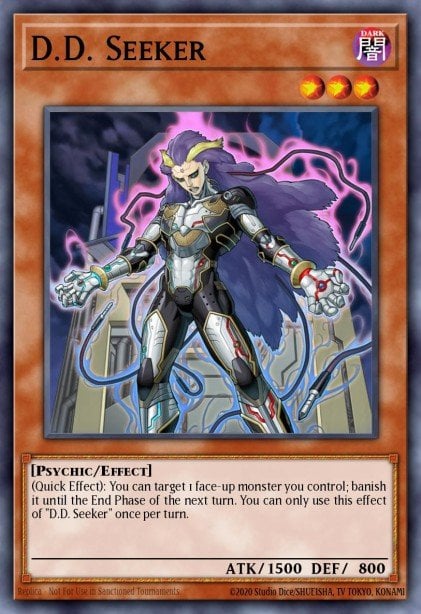 D.D. SEEKER
DARK
闇
[PSYCHIC/EFFECT]
(Quick Effect): You can target 1 face-up monster you control; banish
it until the End Phase of the next turn. You can only use this effect
of "D.D. Seeker" once per turn.
ATK/1500 DEF/ 800
Replica - Not For Use in Sanctioned Tournaments
©2020 Studio Dice/SHUEISHA, TV TOKYO, KONAMI